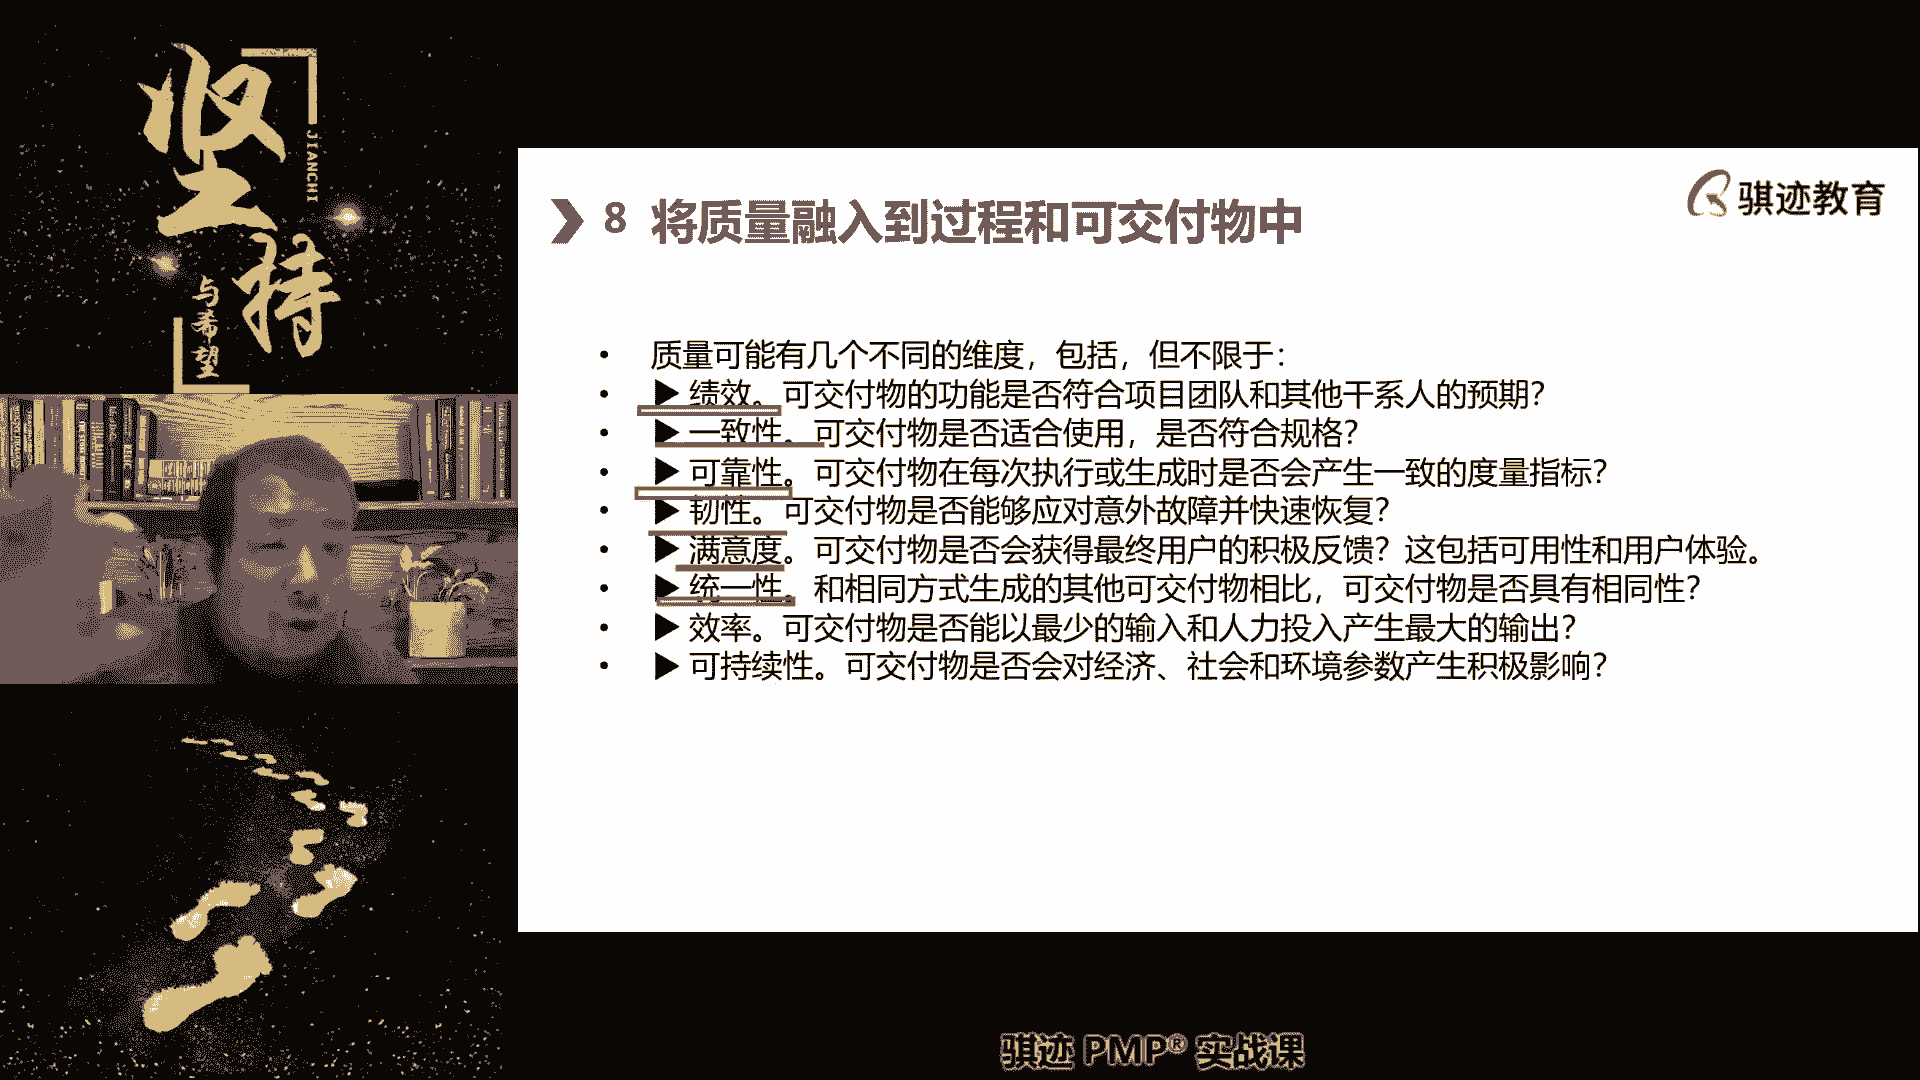 坚持
JIANCHI
与希望
骐迹教育
8 将质量融入到过程和可交付物中
• 质量可能有几个不同的维度，包括，但不限于：
• ▶ 绩效。可交付物的功能是否符合项目团队和其他干系人的预期？
• ▶ 一致性。可交付物是否适合使用，是否符合规格？
• ▶ 可靠性。可交付物在每次执行或生成时是否会产生一致的度量指标？
• ▶ 韧性。可交付物是否能够应对意外故障并快速恢复？
• ▶ 满意度。可交付物是否会获得最终用户的积极反馈？这包括可用性和用户体验。
• ▶ 统一性。和相同方式生成的其他可交付物相比，可交付物是否具有相同性？
• ▶ 效率。可交付物是否能以最少的输入和人力投入产生最大的输出？
• ▶ 可持续性。可交付物是否会对经济、社会和环境参数产生积极影响？
骐迹 PMP® 实战课